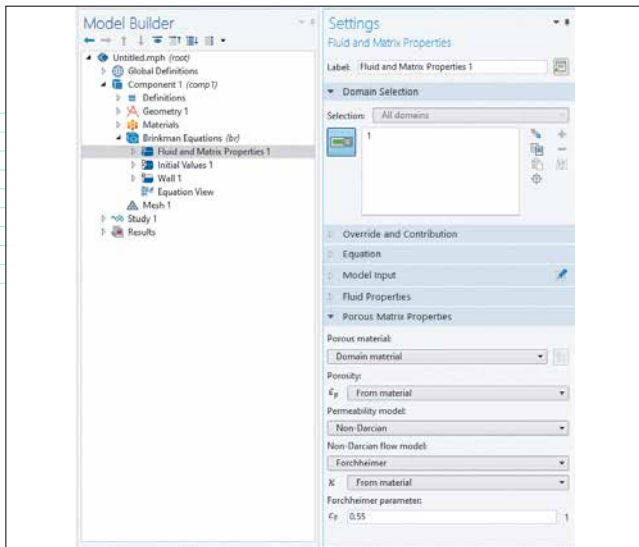 Model Builder
Untitled.mph (root)
Global Definitions
Component 1 (comp1)
Definitions
Geometry 1
Materials
Brinkman Equations (br)
Fluid and Matrix Properties 1
Initial Values 1
Wall 1
Equation View
Mesh 1
Study 1
Results
Settings
Fluid and Matrix Properties
Label: Fluid and Matrix Properties 1
Domain Selection
Selection: All domains
1
Override and Contribution
Equation
Model Input
Fluid Properties
Porous Matrix Properties
Porous material:
Domain material
Porosity:
εp From material
Permeability model:
Non-Darcian
Non-Darcian flow model:
Forchheimer
κ From material
Forchheimer parameter:
cF 0.55 1